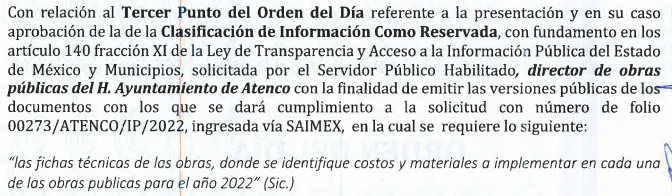 Con relación al Tercer Punto del Orden del Día referente a la presentación y en su caso
aprobación de la de la Clasificación de Información Como Reservada, con fundamento en los
artículo 140 fracción XI de la Ley de Transparencia y Acceso a la Información Pública del Estado
de México y Municipios, solicitada por el Servidor Público Habilitado, director de obras
públicas del H. Ayuntamiento de Atenco con la finalidad de emitir las versiones públicas de los
documentos con los que se dará cumplimiento a la solicitud con número de folio
00273/ATENCO/IP/2022, ingresada vía SAIMEX, en la cual se requiere lo siguiente:
"las fichas técnicas de las obras, donde se identifique costos y materiales a implementar en cada una
de las obras publicas para el año 2022" (Sic.)